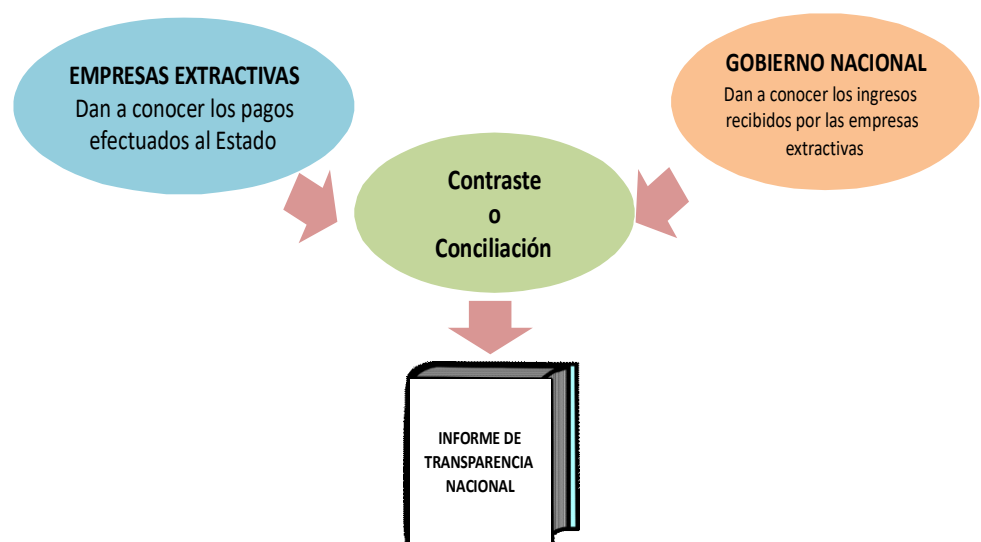 EMPRESAS EXTRACTIVAS
Dan a conocer los pagos
efectuados al Estado
GOBIERNO NACIONAL
Dan a conocer los ingresos
recibidos por las empresas
extractivas
Contraste
o
Conciliación
INFORME DE
TRANSPARENCIA
NACIONAL